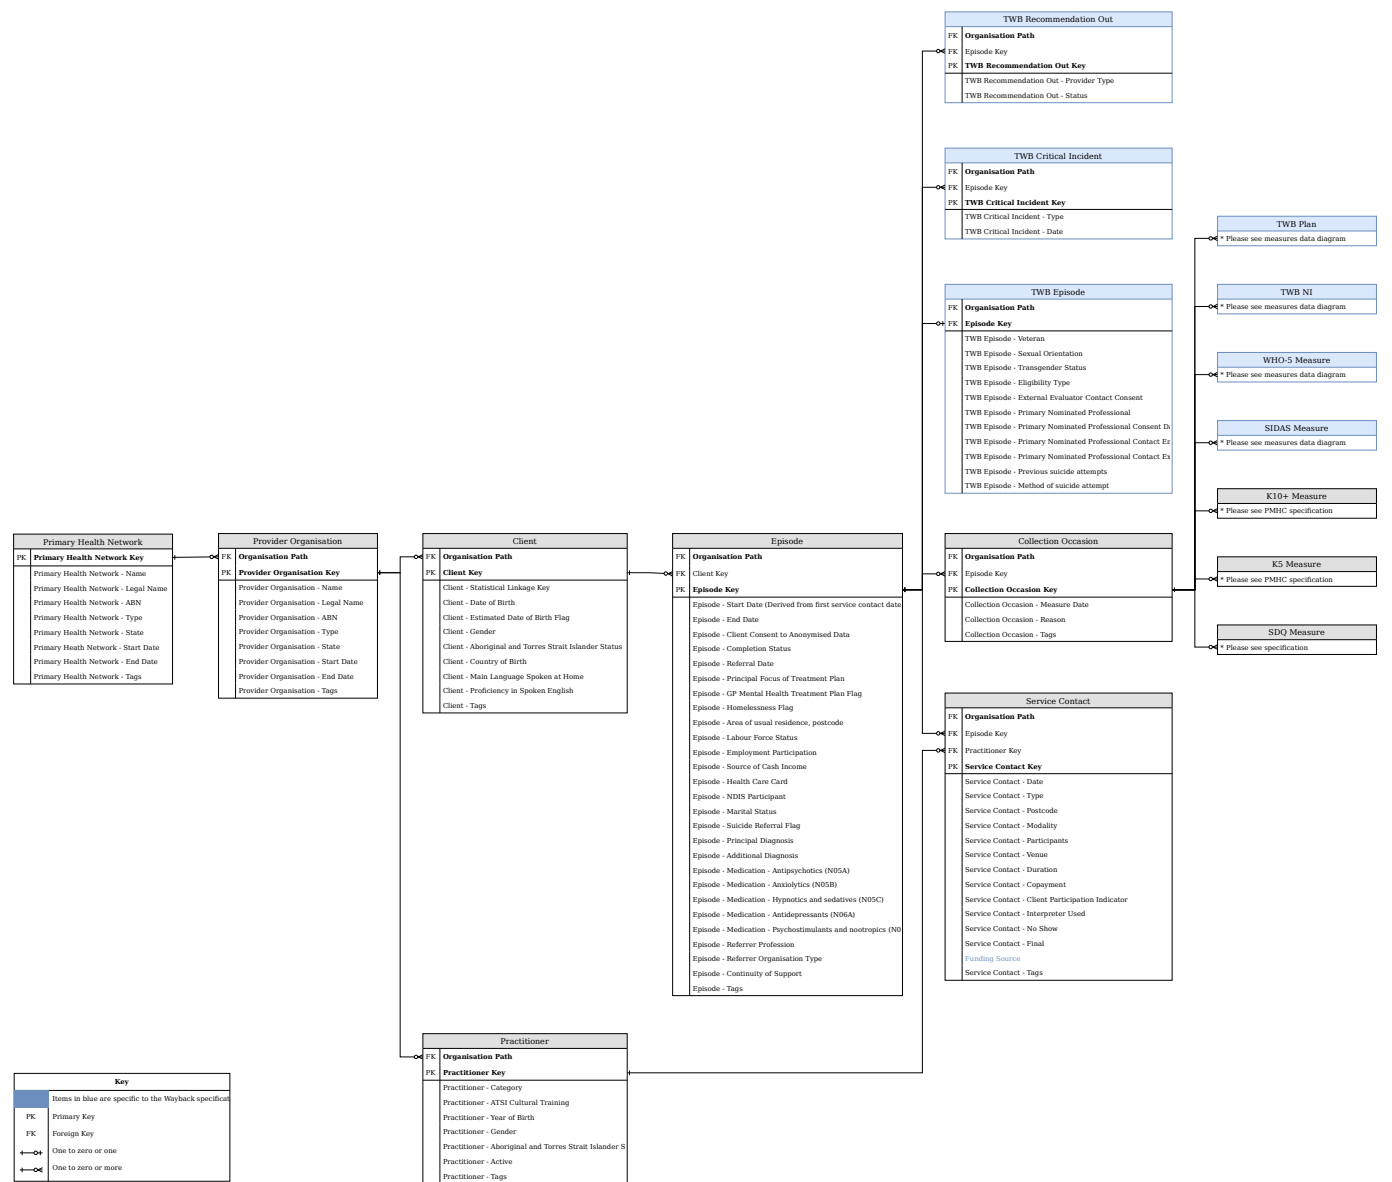 TWB Recommendation Out
FK Organisation Path
FK Episode Key
PK TWB Recommendation Out Key
TWB Recommendation Out - Provider Type
TWB Recommendation Out - Status
TWB Critical Incident
FK Organisation Path
FK Episode Key
PK TWB Critical Incident Key
TWB Critical Incident - Type
TWB Critical Incident - Date
TWB Episode
FK Organisation Path
FK Episode Key
TWB Episode - Veteran
TWB Episode - Sexual Orientation
TWB Episode - Transgender Status
TWB Episode - Eligibility Type
TWB Episode - External Evaluator Contact Consent
TWB Episode - Primary Nominated Professional
TWB Episode - Primary Nominated Professional Consent
TWB Episode - Primary Nominated Professional Contact
TWB Episode - Primary Nominated Professional Contact
TWB Episode - Previous suicide attempts
TWB Episode - Method of suicide attempt
TWB Plan
* Please see measures data diagram
TWB NI
* Please see measures data diagram
WHO-5 Measure
* Please see measures data diagram
SIDAS Measure
* Please see measures data diagram
K10+ Measure
* Please see PMHC specification
K5 Measure
* Please see PMHC specification
SDQ Measure
* Please see specification
Primary Health Network
PK Primary Health Network Key
Primary Health Network - Name
Primary Health Network - Legal Name
Primary Health Network - ABN
Primary Health Network - Type
Primary Health Network - State
Primary Heath Network - Start Date
Primary Health Network - End Date
Primary Health Network - Tags
Provider Organisation
FK Organisation Path
PK Provider Organisation Key
Provider Organisation - Name
Provider Organisation - Legal Name
Provider Organisation - ABN
Provider Organisation - Type
Provider Organisation - State
Provider Organisation - Start Date
Provider Organisation - End Date
Provider Organisation - Tags
Client
FK Organisation Path
PK Client Key
Client - Statistical Linkage Key
Client - Date of Birth
Client - Estimated Date of Birth Flag
Client - Gender
Client - Aboriginal and Torres Strait Islander Status
Client - Country of Birth
Client - Main Language Spoken at Home
Client - Proficiency in Spoken English
Client - Tags
Episode
FK Organisation Path
FK Client Key
PK Episode Key
Episode - Start Date (Derived from first service contact date
Episode - End Date
Episode - Client Consent to Anonymised Data
Episode - Completion Status
Episode - Referral Date
Episode - Principal Focus of Treatment Plan
Episode - GP Mental Health Treatment Plan Flag
Episode - Homelessness Flag
Episode - Area of usual residence, postcode
Episode - Labour Force Status
Episode - Employment Participation
Episode - Source of Cash Income
Episode - Health Care Card
Episode - NDIS Participant
Episode - Marital Status
Episode - Suicide Referral Flag
Episode - Principal Diagnosis
Episode - Additional Diagnosis
Episode - Medication - Antipsychotics (N05A)
Episode - Medication - Anxiolytics (N05B)
Episode - Medication - Hypnotics and sedatives (N05C)
Episode - Medication - Antidepressants (N06A)
Episode - Medication - Psychostimulants and nootropics (N0
Episode - Referrer Profession
Episode - Referrer Organisation Type
Episode - Continuity of Support
Episode - Tags
Collection Occasion
FK Organisation Path
FK Episode Key
PK Collection Occasion Key
Collection Occasion - Measure Date
Collection Occasion - Reason
Collection Occasion - Tags
Service Contact
FK Organisation Path
FK Episode Key
FK Practitioner Key
PK Service Contact Key
Service Contact - Date
Service Contact - Type
Service Contact - Postcode
Service Contact - Modality
Service Contact - Participants
Service Contact - Venue
Service Contact - Duration
Service Contact - Copayment
Service Contact - Client Participation Indicator
Service Contact - Interpreter Used
Service Contact - No Show
Service Contact - Final
Funding Source
Service Contact - Tags
Practitioner
FK Organisation Path
PK Practitioner Key
Practitioner - Category
Practitioner - ATSI Cultural Training
Practitioner - Year of Birth
Practitioner - Gender
Practitioner - Aboriginal and Torres Strait Islander S
Practitioner - Active
Practitioner - Tags
Key
Items in blue are specific to the Wayback specificat
PK Primary Key
FK Foreign Key
One to zero or one
One to zero or more